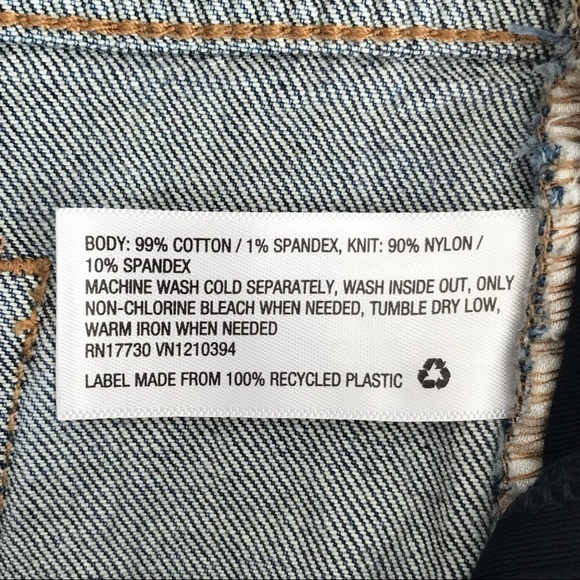 BODY: 99% COTTON / 1% SPANDEX, KNIT: 90% NYLON /
10% SPANDEX
MACHINE WASH COLD SEPARATELY, WASH INSIDE OUT, ONLY
NON-CHLORINE BLEACH WHEN NEEDED, TUMBLE DRY LOW,
WARM IRON WHEN NEEDED
RN17730 VN1210394
LABEL MADE FROM 100% RECYCLED PLASTIC